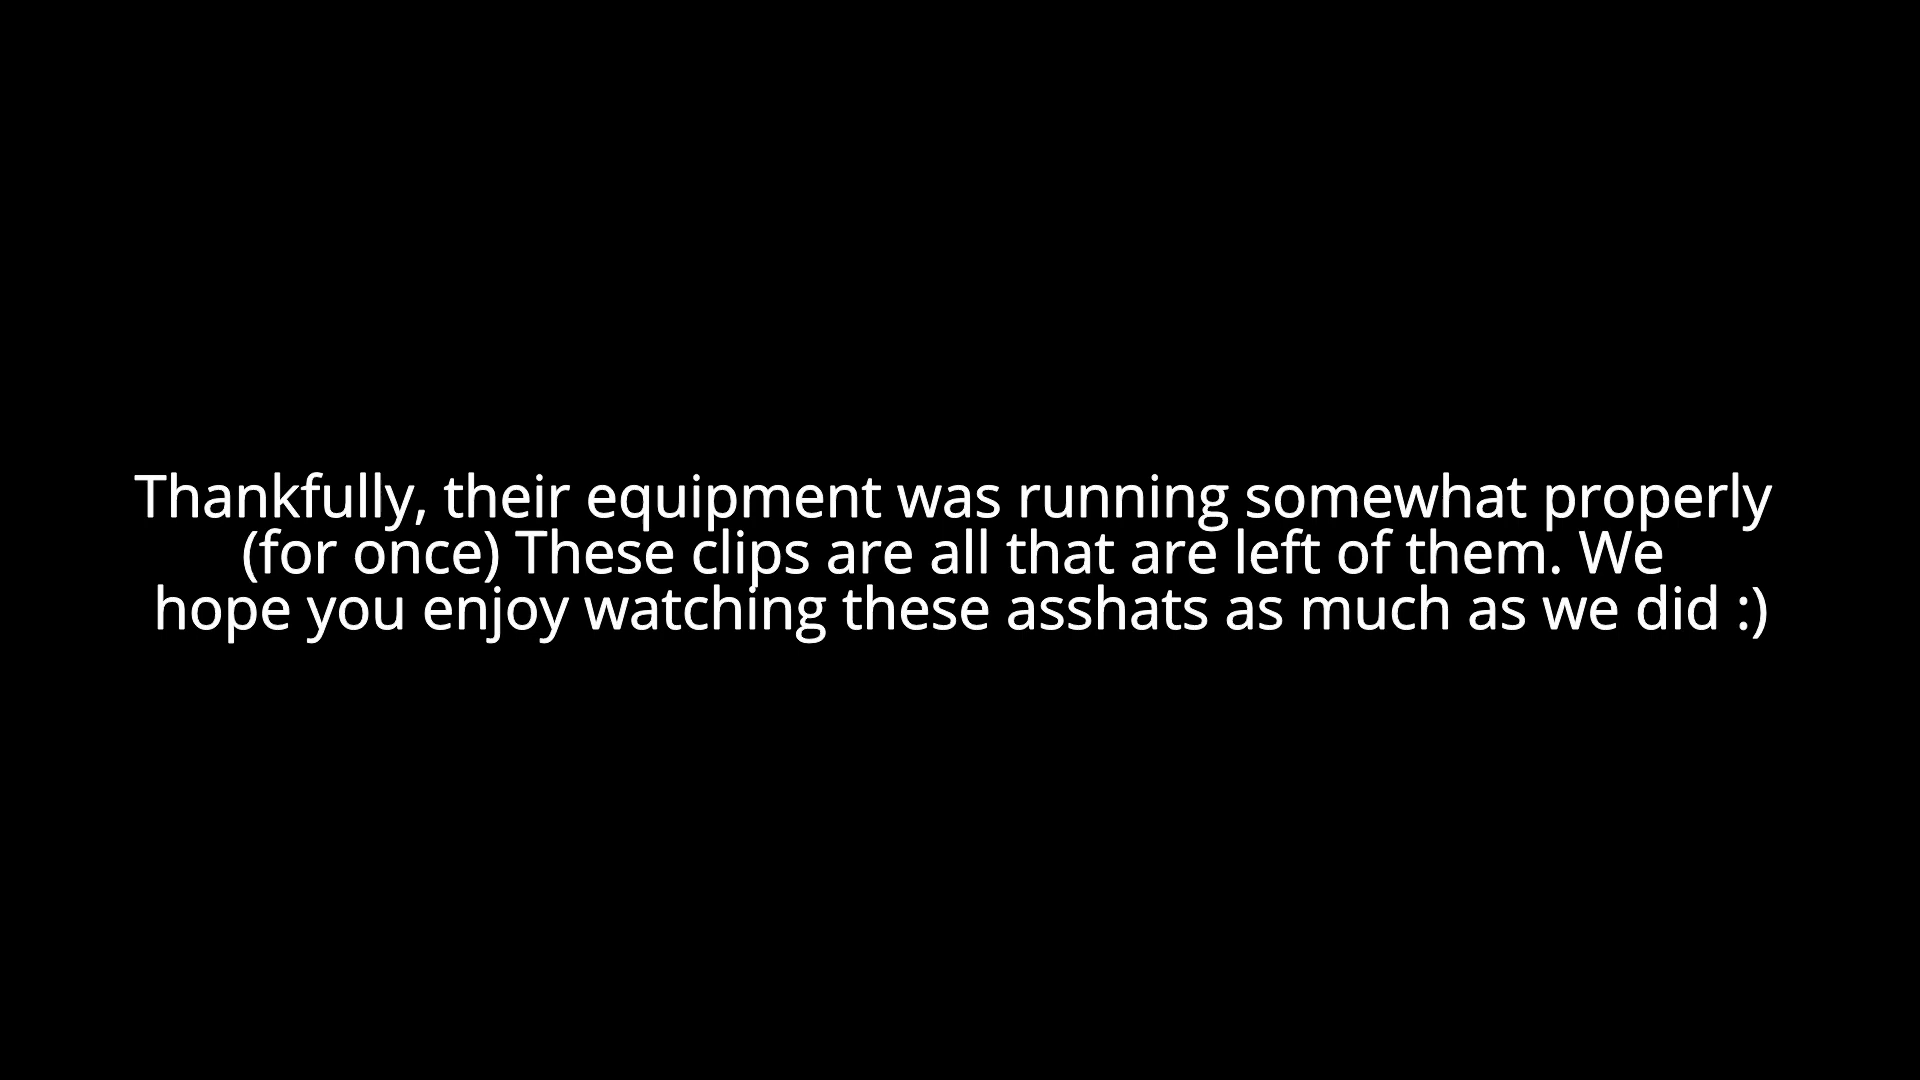 Thankfully, their equipment was running somewhat properly
(for once) These clips are all that are left of them. We
hope you enjoy watching these asshats as much as we did :)